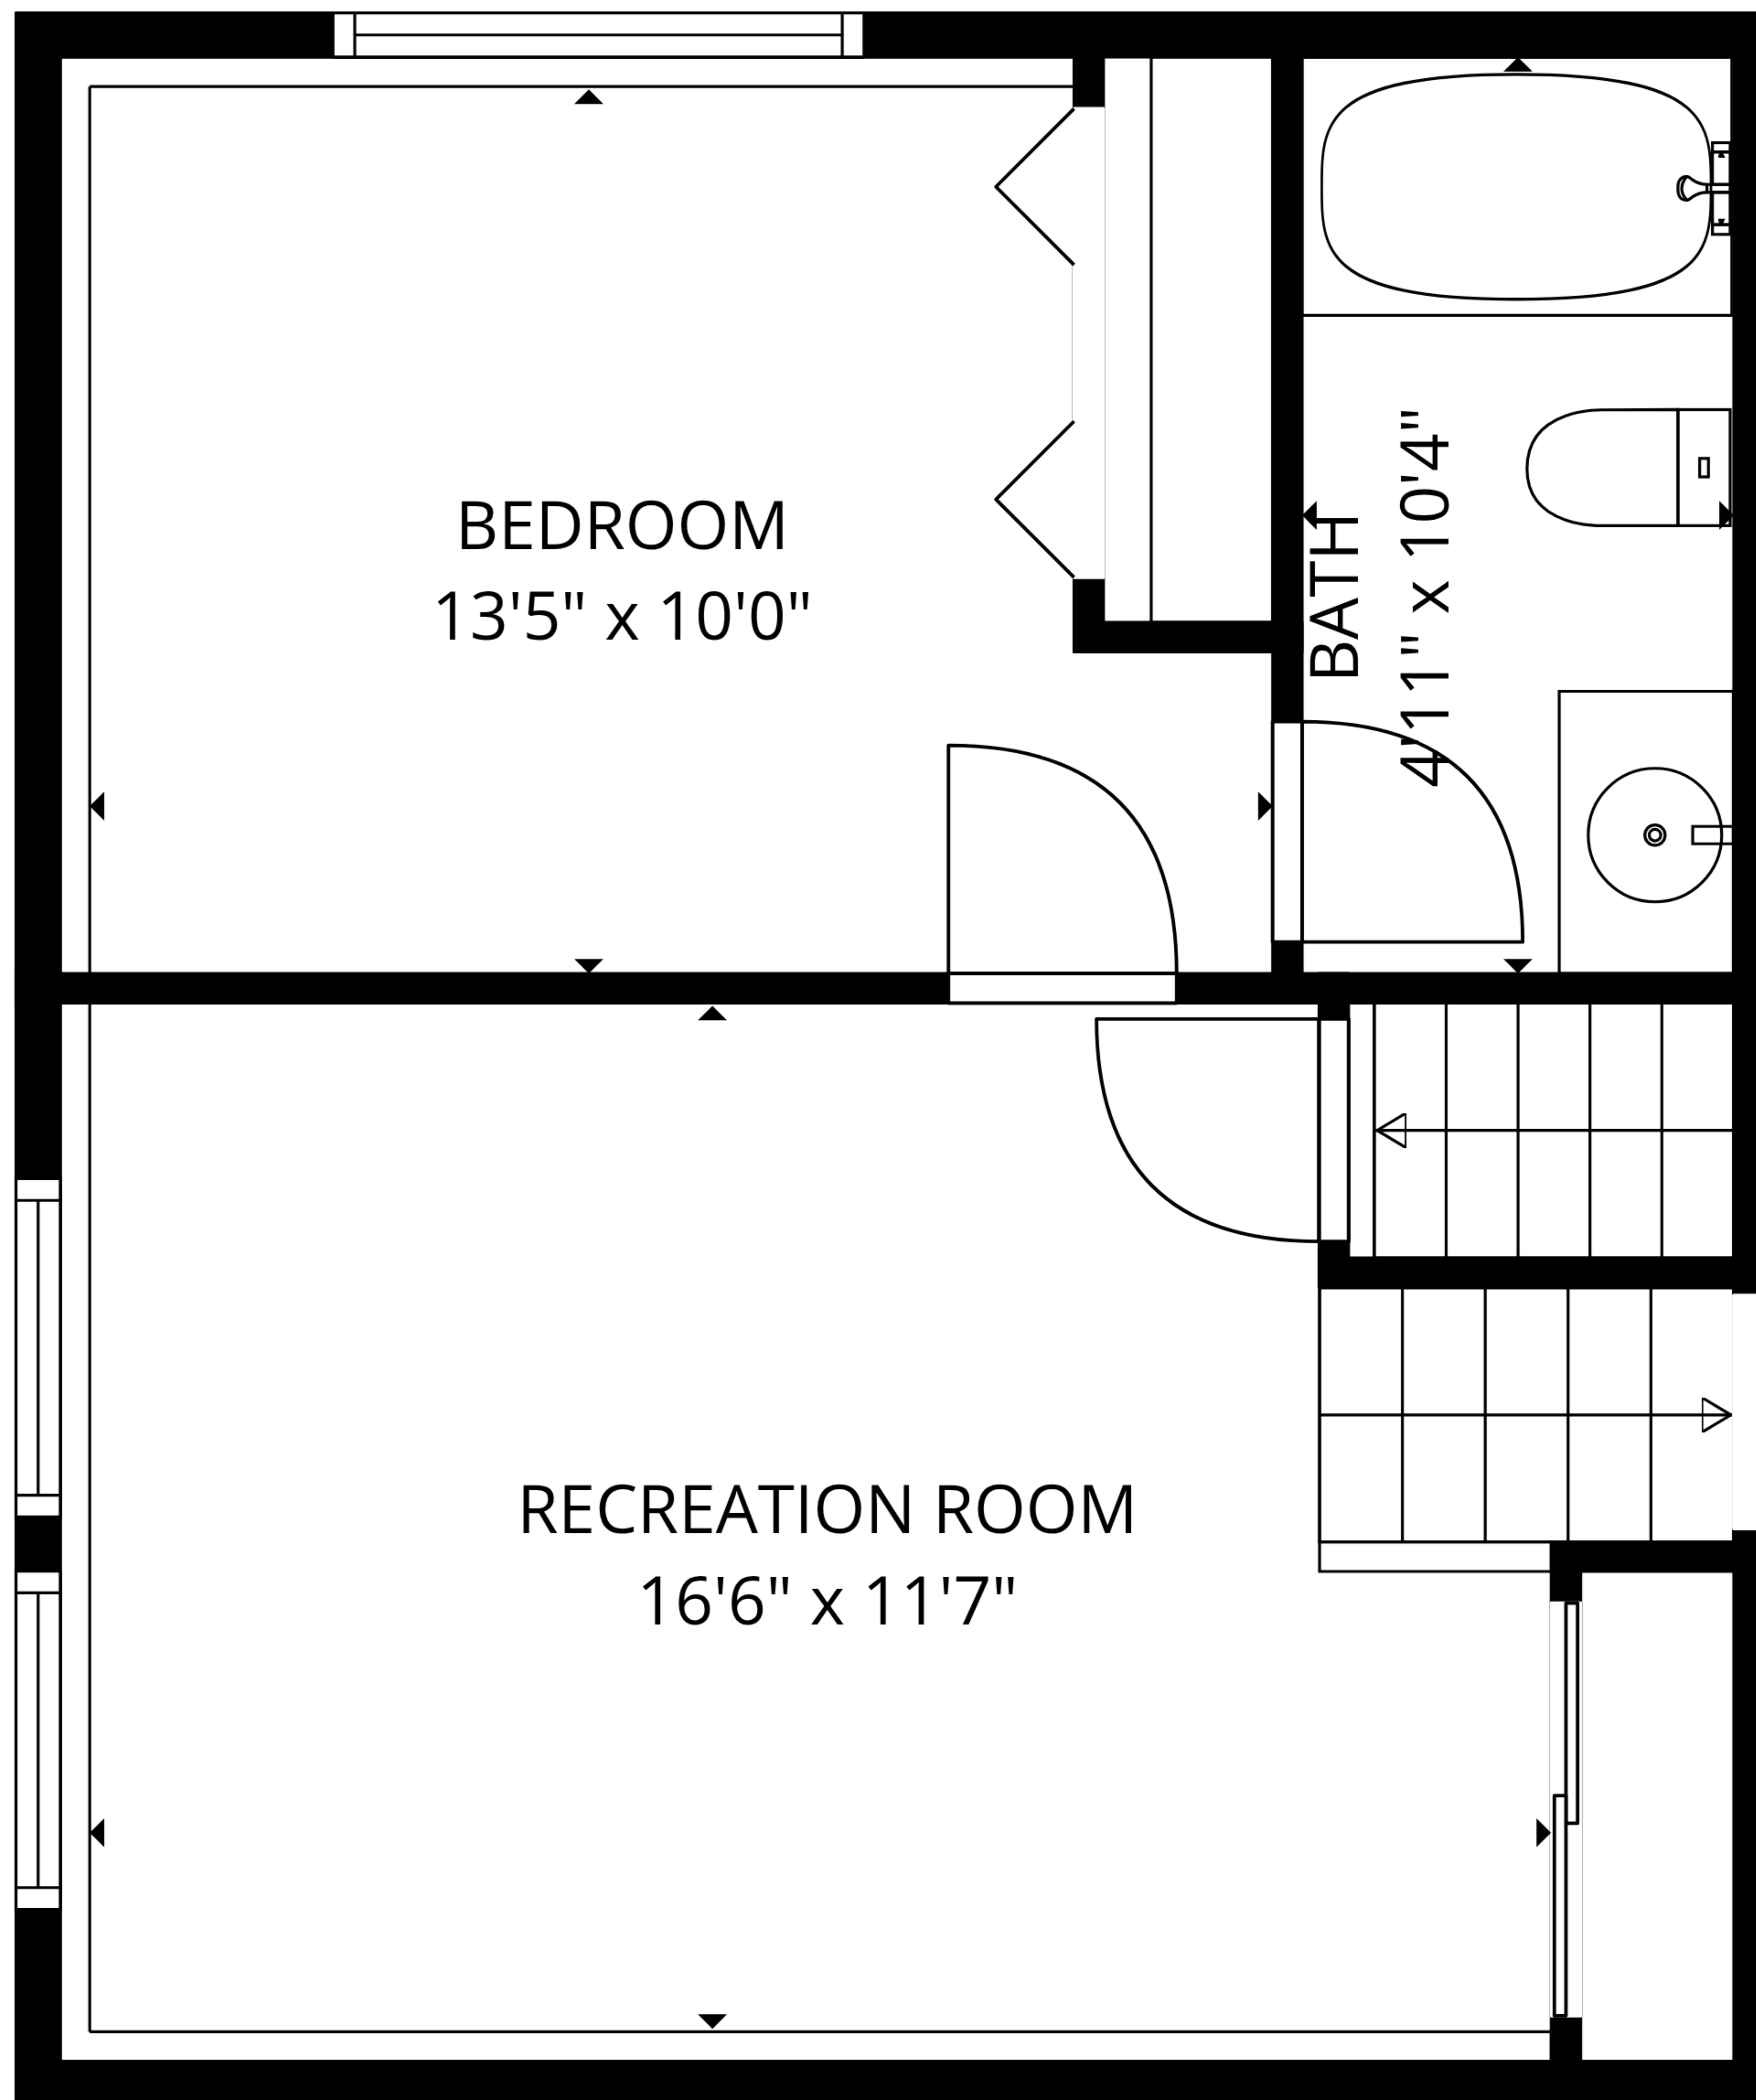 BEDROOM
13'5" x 10'0"
BATH
4'11" x 10'4"
RECREATION ROOM
16'6" x 11'7"